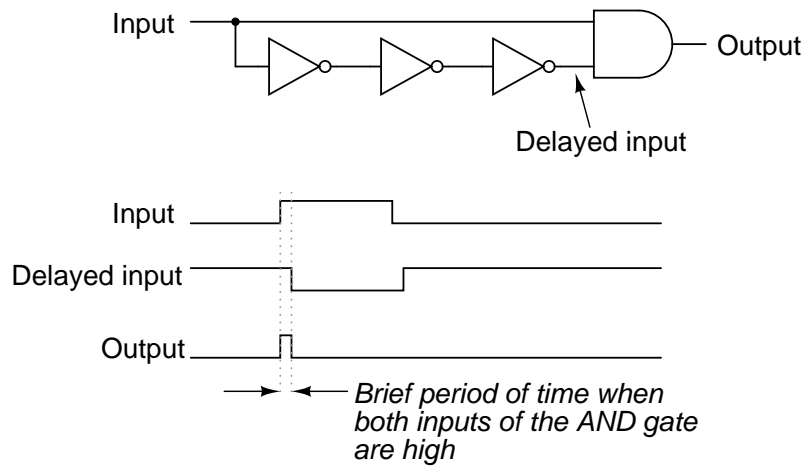 Input
Output
Delayed input
Input
Delayed input
Output
Brief period of time when
both inputs of the AND gate
are high